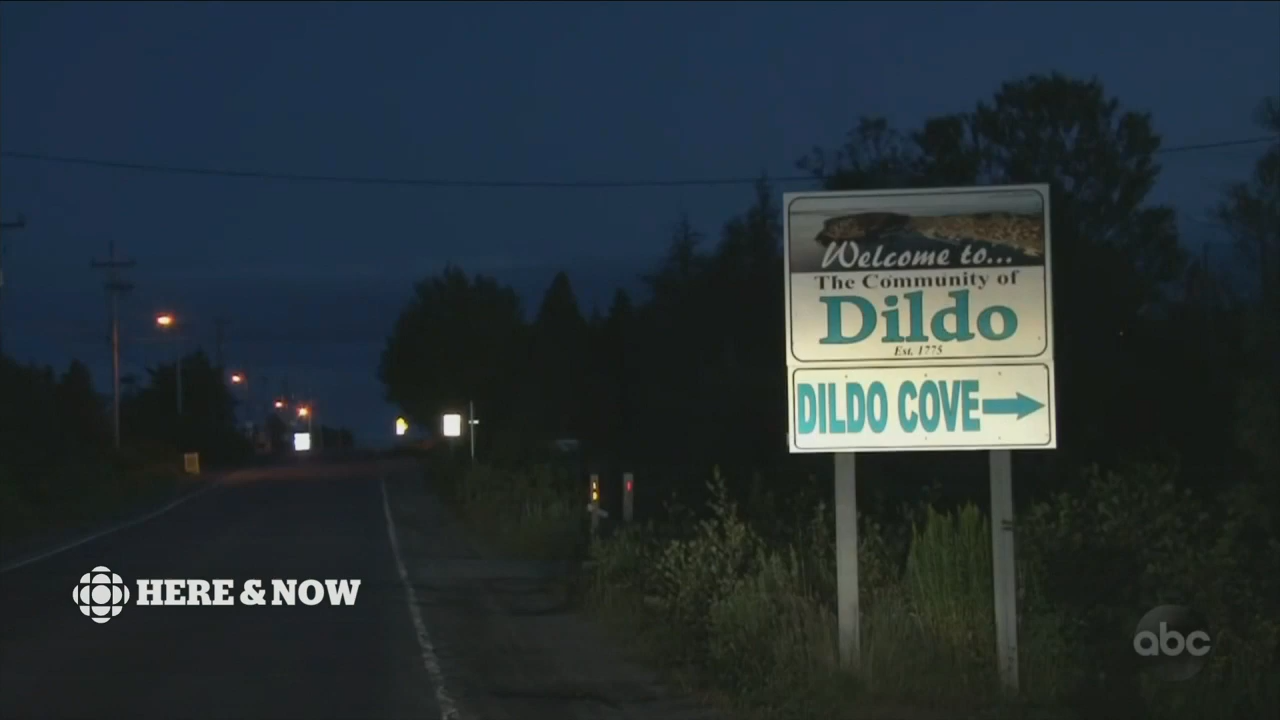 Welcome to...
The Community of
Dildo
Est. 1775
DILDO COVE
HERE & NOW
abc